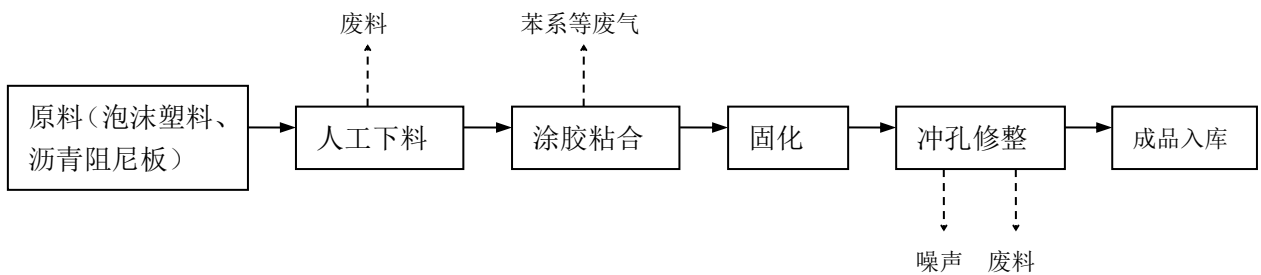 废料
苯系等废气
原料（泡沫塑料、
沥青阻尼板）
人工下料
涂胶粘合
固化
冲孔修整
成品入库
噪声
废料